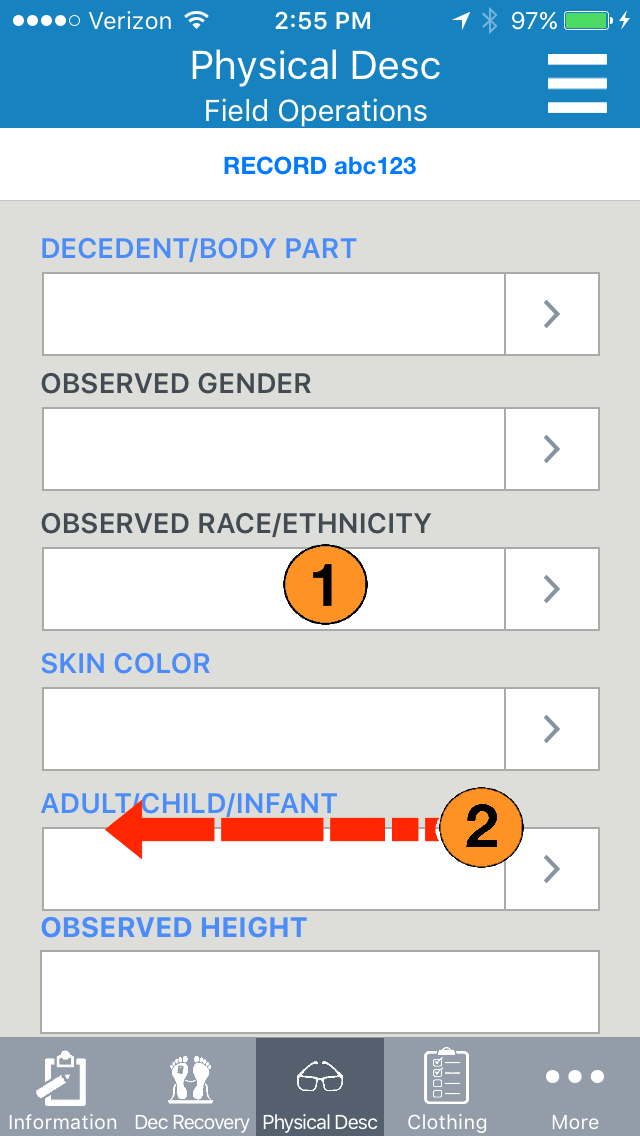 Verizon 2:55 PM 97%
Physical Desc
Field Operations
RECORD abc123
DECEDENT/BODY PART
OBSERVED GENDER
OBSERVED RACE/ETHNICITY
1
SKIN COLOR
ADULT/CHILD/INFANT
2
OBSERVED HEIGHT
Information Dec Recovery Physical Desc Clothing More